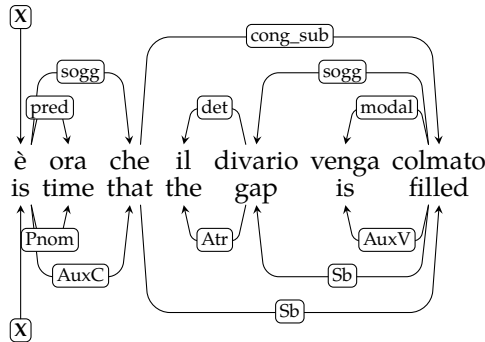 X
cong_sub
sogg sogg
pred det modal
è ora che il divario venga colmato
is time that the gap is filled
Pnom Atr AuxV
AuxC Sb
Sb
X